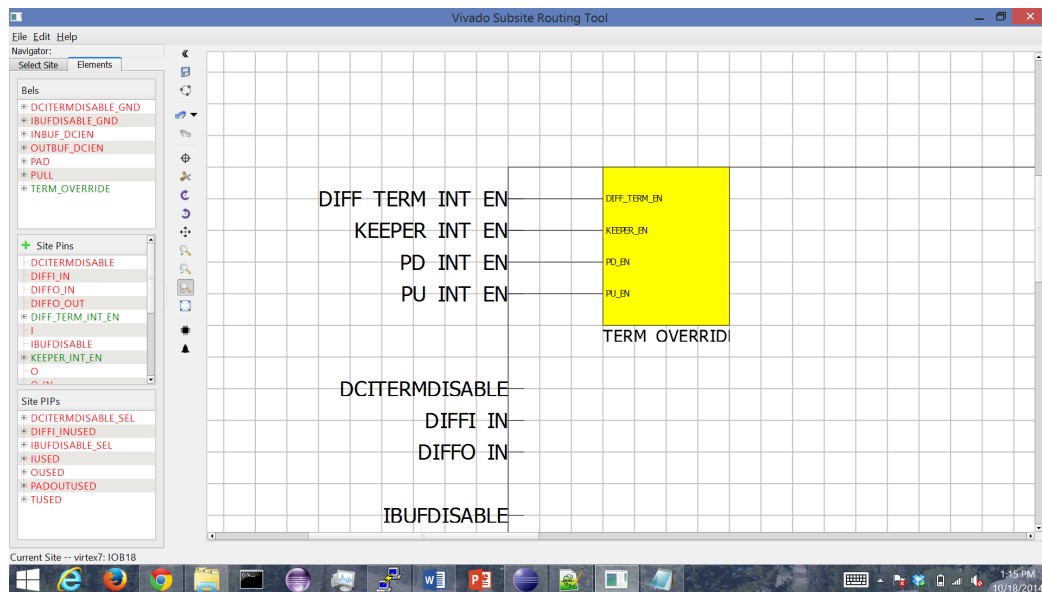 Vivado Subsite Routing Tool
File Edit Help
Navigator:
Select Site Elements
Bels
DCITERMDISABLE_GND
IBUFDISABLE_GND
INBUF_DCIEN
OUTBUF_DCIEN
PAD
PULL
TERM_OVERRIDE
Site Pins
DCITERMDISABLE
DIFFI_IN
DIFFO_IN
DIFFO_OUT
DIFF_TERM_INT_EN
I
IBUFDISABLE
KEEPER_INT_EN
O
Site PIPs
DCITERMDISABLE_SEL
DIFFI_INUSED
IBUFDISABLE_SEL
IUSED
OUSED
PADOUTUSED
TUSED
DIFF TERM INT EN
KEEPER INT EN
PD INT EN
PU INT EN
DIFF_TERM_EN
KEEPER_EN
PD_EN
PU_EN
TERM OVERRID
DCITERMDISABLE
DIFFI IN
DIFFO IN
IBUFDISABLE
Current Site -- virtex7: IOB18
1:15 PM
10/18/2014